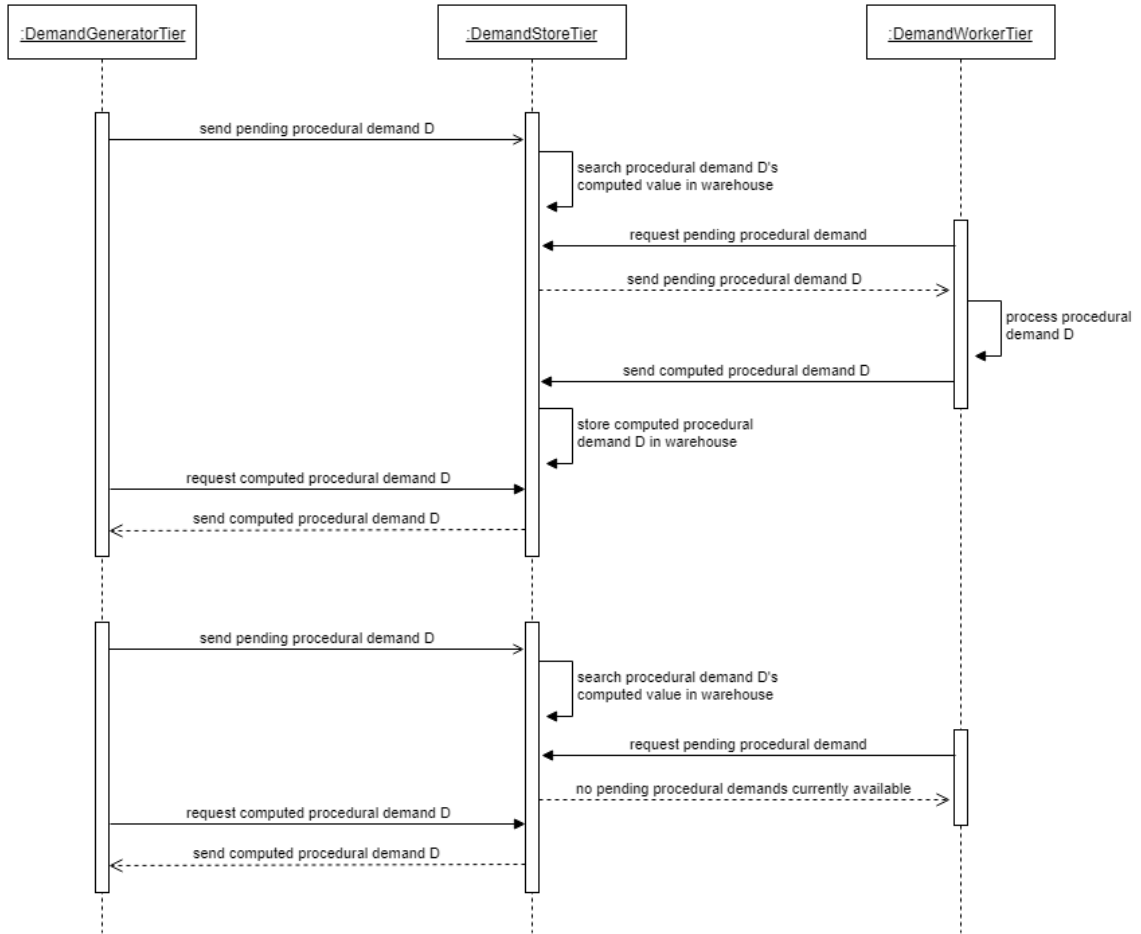 :DemandGeneratorTier
:DemandStoreTier
:DemandWorkerTier
send pending procedural demand D
search procedural demand D's
computed value in warehouse
request pending procedural demand
send pending procedural demand D
process procedural
demand D
send computed procedural demand D
store computed procedural
demand D in warehouse
request computed procedural demand D
send computed procedural demand D
send pending procedural demand D
search procedural demand D's
computed value in warehouse
request pending procedural demand
no pending procedural demands currently available
request computed procedural demand D
send computed procedural demand D